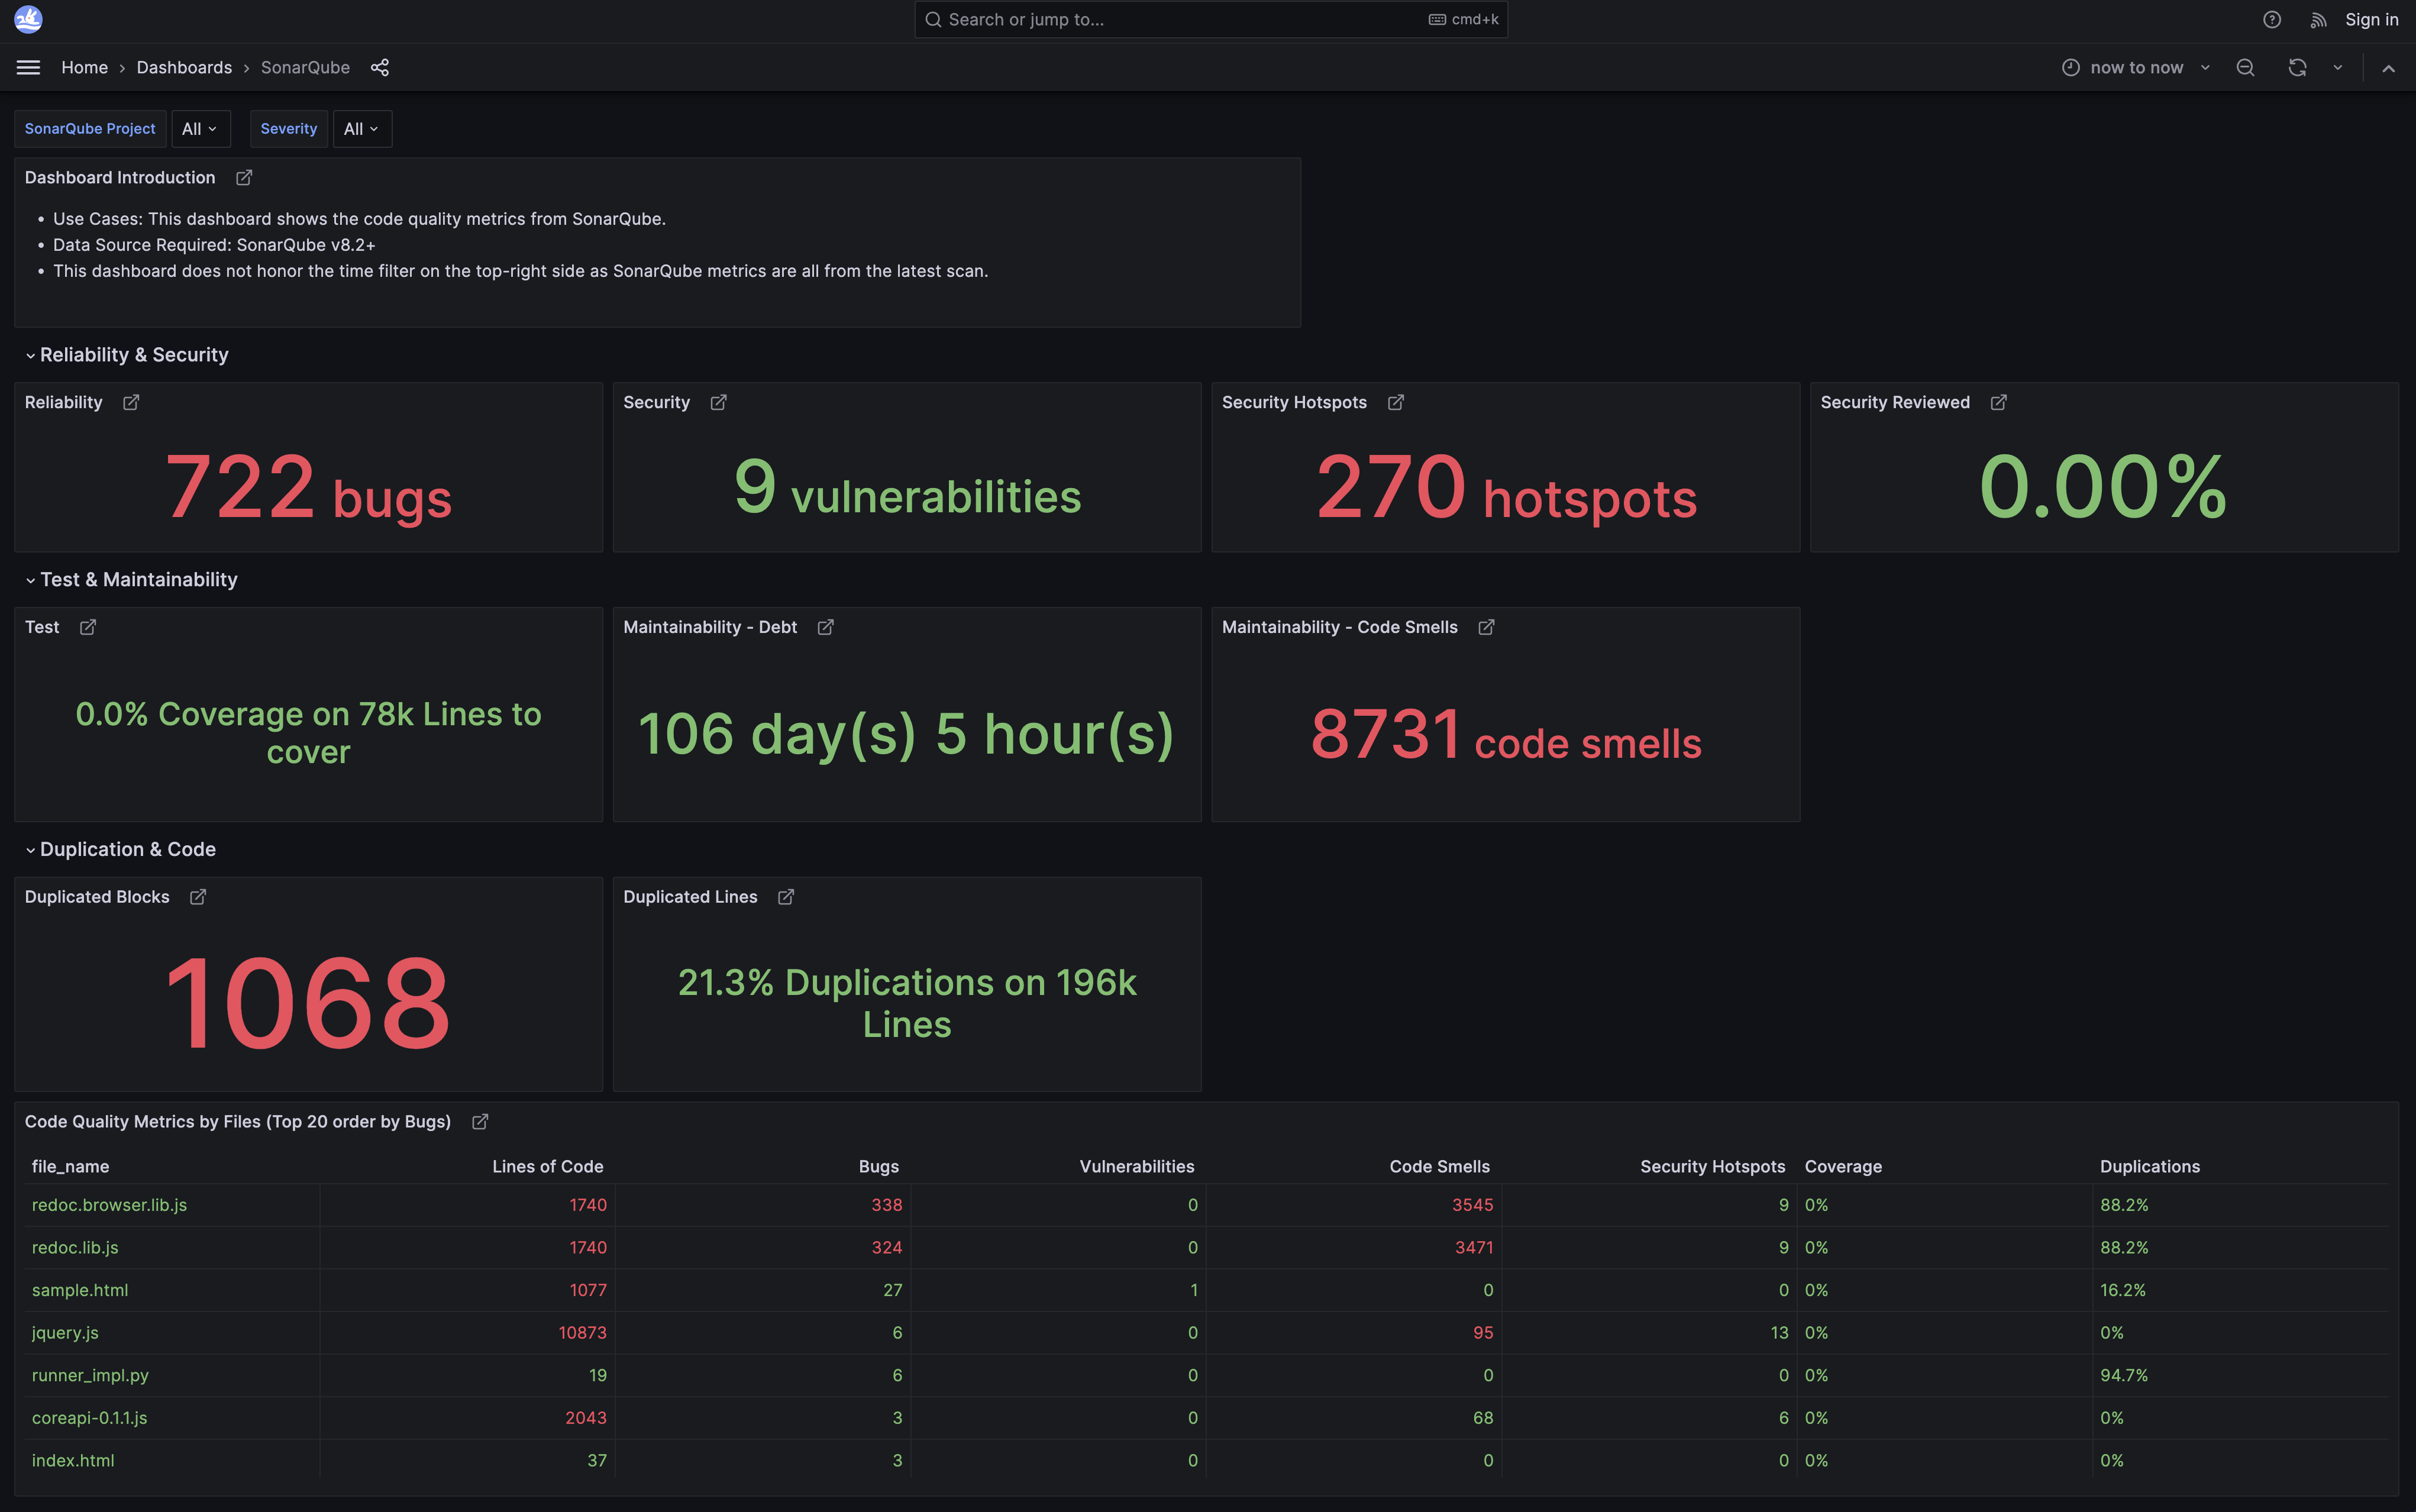 Search or jump to...
cmd+k
Sign in
Home › Dashboards › SonarQube
now to now
SonarQube Project
All
Severity
All
Dashboard Introduction
• Use Cases: This dashboard shows the code quality metrics from SonarQube.
• Data Source Required: SonarQube v8.2+
• This dashboard does not honor the time filter on the top-right side as SonarQube metrics are all from the latest scan.
Reliability & Security
Reliability
722 bugs
Security
9 vulnerabilities
Security Hotspots
270 hotspots
Security Reviewed
0.00%
Test & Maintainability
Test
0.0% Coverage on 78k Lines to
cover
Maintainability - Debt
106 day(s) 5 hour(s)
Maintainability - Code Smells
8731 code smells
Duplication & Code
Duplicated Blocks
1068
Duplicated Lines
21.3% Duplications on 196k
Lines
Code Quality Metrics by Files (Top 20 order by Bugs)
file_name Lines of Code Bugs Vulnerabilities Code Smells Security Hotspots Coverage Duplications
redoc.browser.lib.js 1740 338 0 3545 9 0% 88.2%
redoc.lib.js 1740 324 0 3471 9 0% 88.2%
sample.html 1077 27 1 0 0 0% 16.2%
jquery.js 10873 6 0 95 13 0% 0%
runner_impl.py 19 6 0 0 0 0% 94.7%
coreapi-0.1.1.js 2043 3 0 68 6 0% 0%
index.html 37 3 0 0 0 0% 0%